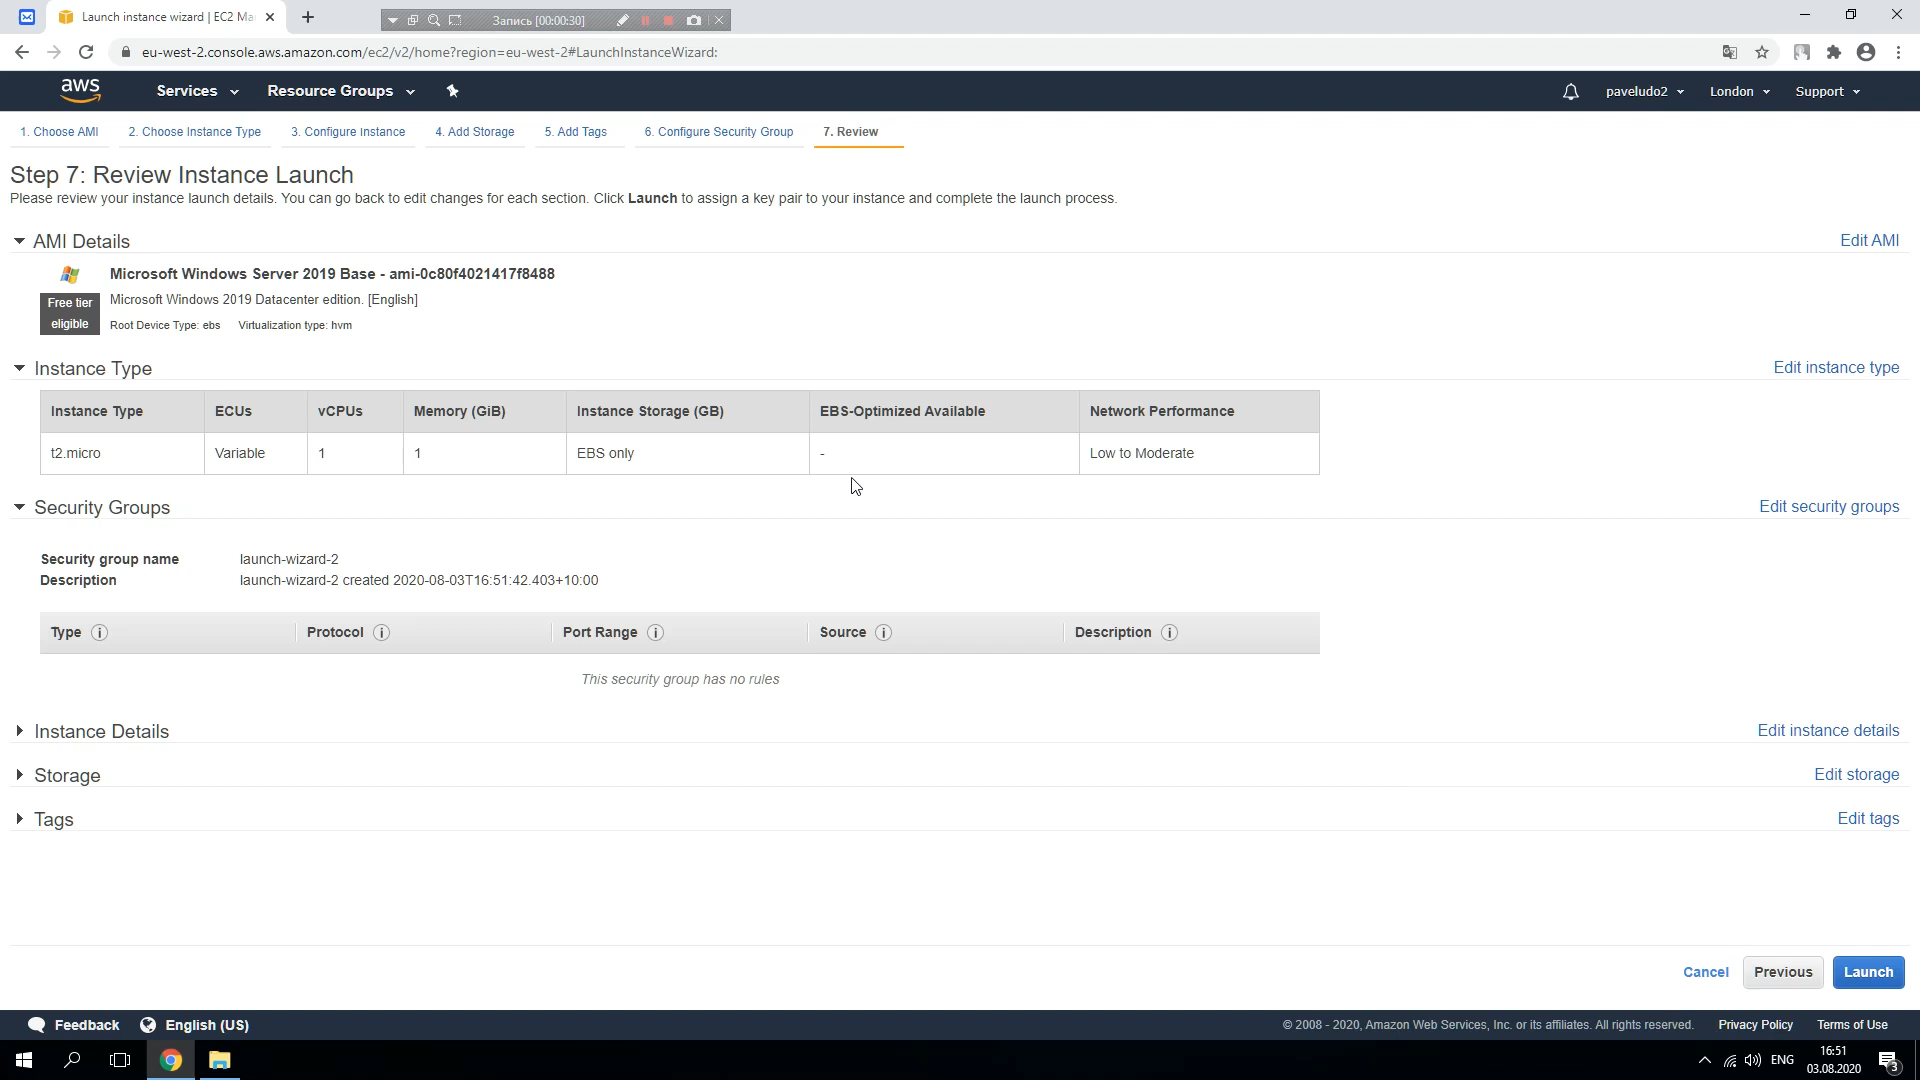 Launch instance wizard | EC2 Ma
Запись [00:00:30]
eu-west-2.console.aws.amazon.com/ec2/v2/home?region=eu-west-2#LaunchInstanceWizard:
aws Services Resource Groups paveludo2 London Support
1. Choose AMI 2. Choose Instance Type 3. Configure Instance 4. Add Storage 5. Add Tags 6. Configure Security Group 7. Review
Step 7: Review Instance Launch
Please review your instance launch details. You can go back to edit changes for each section. Click Launch to assign a key pair to your instance and complete the launch process.
AMI Details Edit AMI
Microsoft Windows Server 2019 Base - ami-0c80f4021417f8488
Free tier eligible
Microsoft Windows 2019 Datacenter edition. [English]
Root Device Type: ebs Virtualization type: hvm
Instance Type Edit instance type
Instance Type ECUs vCPUs Memory (GiB) Instance Storage (GB) EBS-Optimized Available Network Performance
t2.micro Variable 1 1 EBS only - Low to Moderate
Security Groups Edit security groups
Security group name launch-wizard-2
Description launch-wizard-2 created 2020-08-03T16:51:42.403+10:00
Type i Protocol i Port Range i Source i Description i
This security group has no rules
Instance Details Edit instance details
Storage Edit storage
Tags Edit tags
Cancel Previous Launch
Feedback English (US) © 2008 - 2020, Amazon Web Services, Inc. or its affiliates. All rights reserved. Privacy Policy Terms of Use
ENG 16:51
03.08.2020 3